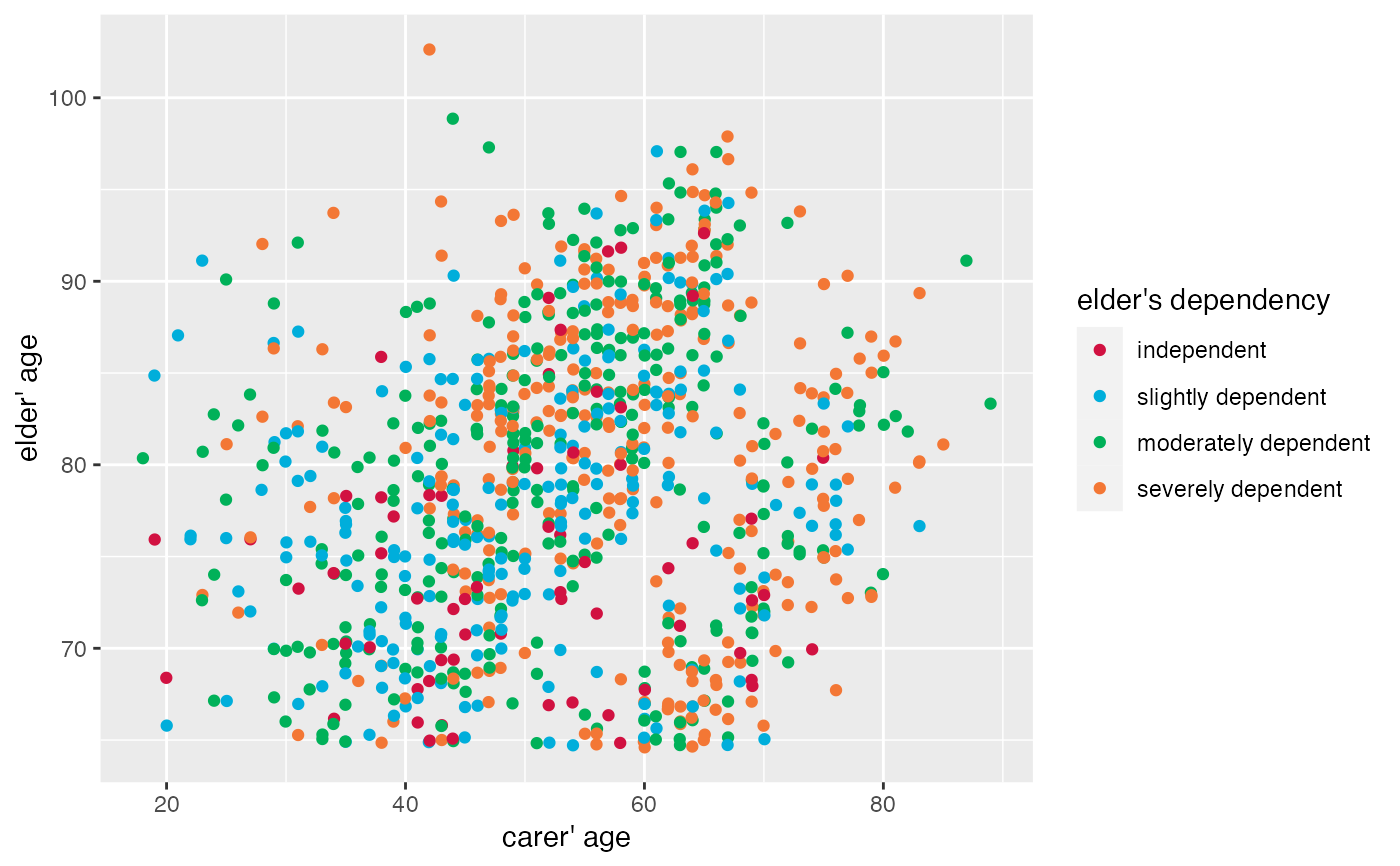 100
90
80
70
elder' age
20
40
60
80
carer' age
elder's dependency
independent
slightly dependent
moderately dependent
severely dependent